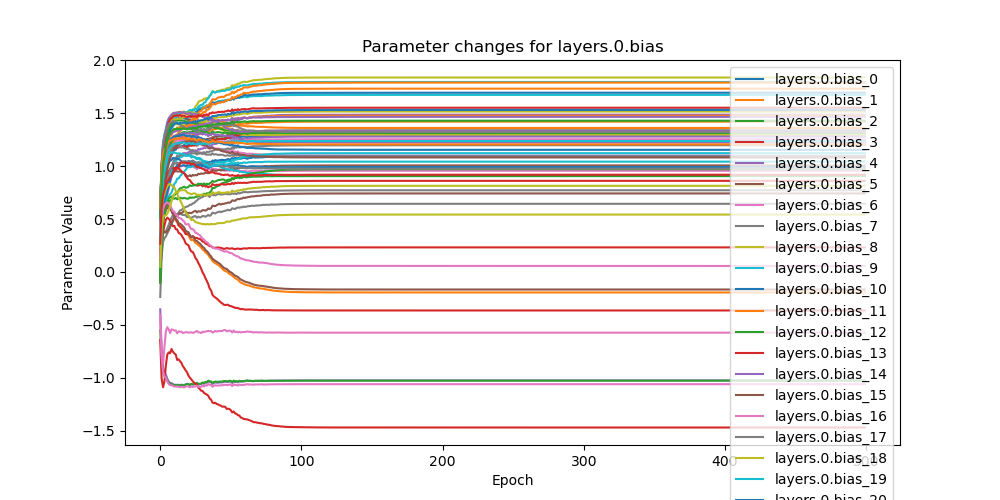 Parameter changes for layers.0.bias
Parameter Value
2.0
1.5
1.0
0.5
0.0
−0.5
−1.0
−1.5
0
100
200
300
400
Epoch
layers.0.bias_0
layers.0.bias_1
layers.0.bias_2
layers.0.bias_3
layers.0.bias_4
layers.0.bias_5
layers.0.bias_6
layers.0.bias_7
layers.0.bias_8
layers.0.bias_9
layers.0.bias_10
layers.0.bias_11
layers.0.bias_12
layers.0.bias_13
layers.0.bias_14
layers.0.bias_15
layers.0.bias_16
layers.0.bias_17
layers.0.bias_18
layers.0.bias_19
layers.0.bias_20